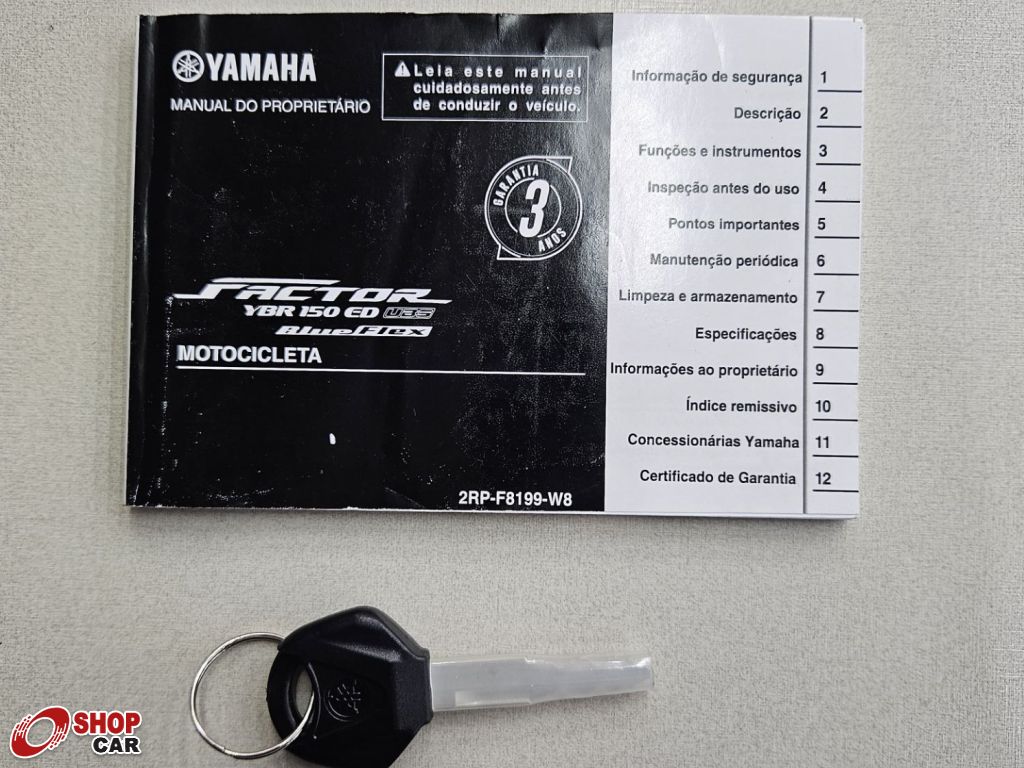 YAMAHA
MANUAL DO PROPRIETÁRIO
Leia este manual
cuidadosamente antes
de conduzir o veículo.
GARANTIA
3
ANOS
FACTOR
YBR 150 ED UBS
BlueFlex
MOTOCICLETA
2RP-F8199-W8
Informação de segurança 1
Descrição 2
Funções e instrumentos 3
Inspeção antes do uso 4
Pontos importantes 5
Manutenção periódica 6
Limpeza e armazenamento 7
Especificações 8
Informações ao proprietário 9
Índice remissivo 10
Concessionárias Yamaha 11
Certificado de Garantia 12
SHOP
CAR